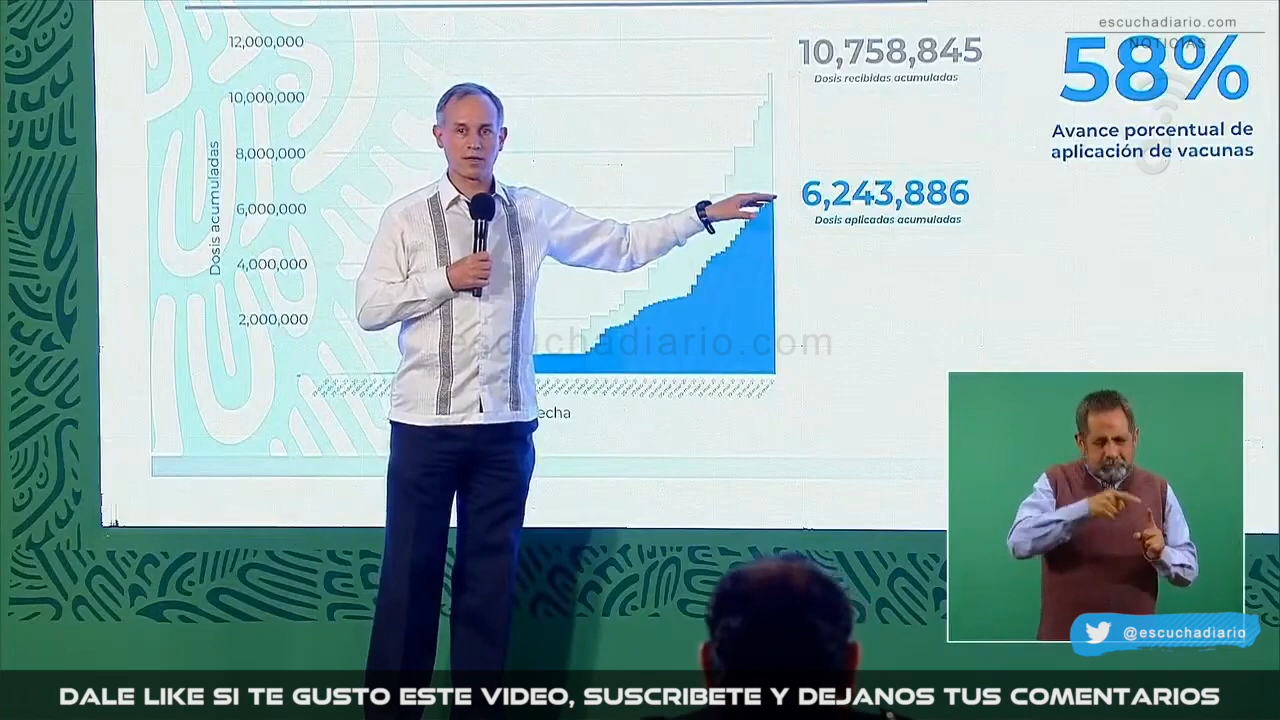 escuchadiario.com
NOTICIAS
12,000,000
10,000,000
8,000,000
6,000,000
4,000,000
2,000,000
Dosis acumuladas
10,758,845
Dosis recibidas acumuladas
6,243,886
Dosis aplicadas acumuladas
58%
Avance porcentual de
aplicación de vacunas
escuchadiario.com
echa
@escuchadiario
DALE LIKE SI TE GUSTO ESTE VIDEO, SUSCRIBETE Y DEJANOS TUS COMENTARIOS